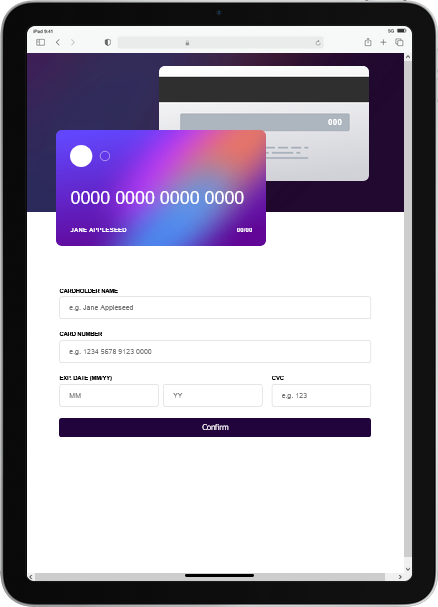 iPad 9:41
5G
000
0000 0000 0000 0000
JANE APPLESEED 00/00
CARDHOLDER NAME
e.g. Jane Appleseed
CARD NUMBER
e.g. 1234 5678 9123 0000
EXP. DATE (MM/YY) CVC
MM YY e.g. 123
Confirm